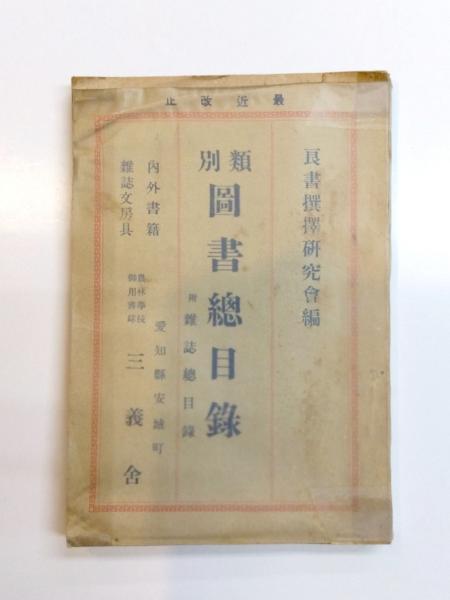 最近改正
良書撰擇研究會編
類別
圖書總目錄
附雜誌總目錄
愛知縣安城町
內外書籍
雜誌文房具
農林學校
御用書肆
三義舍